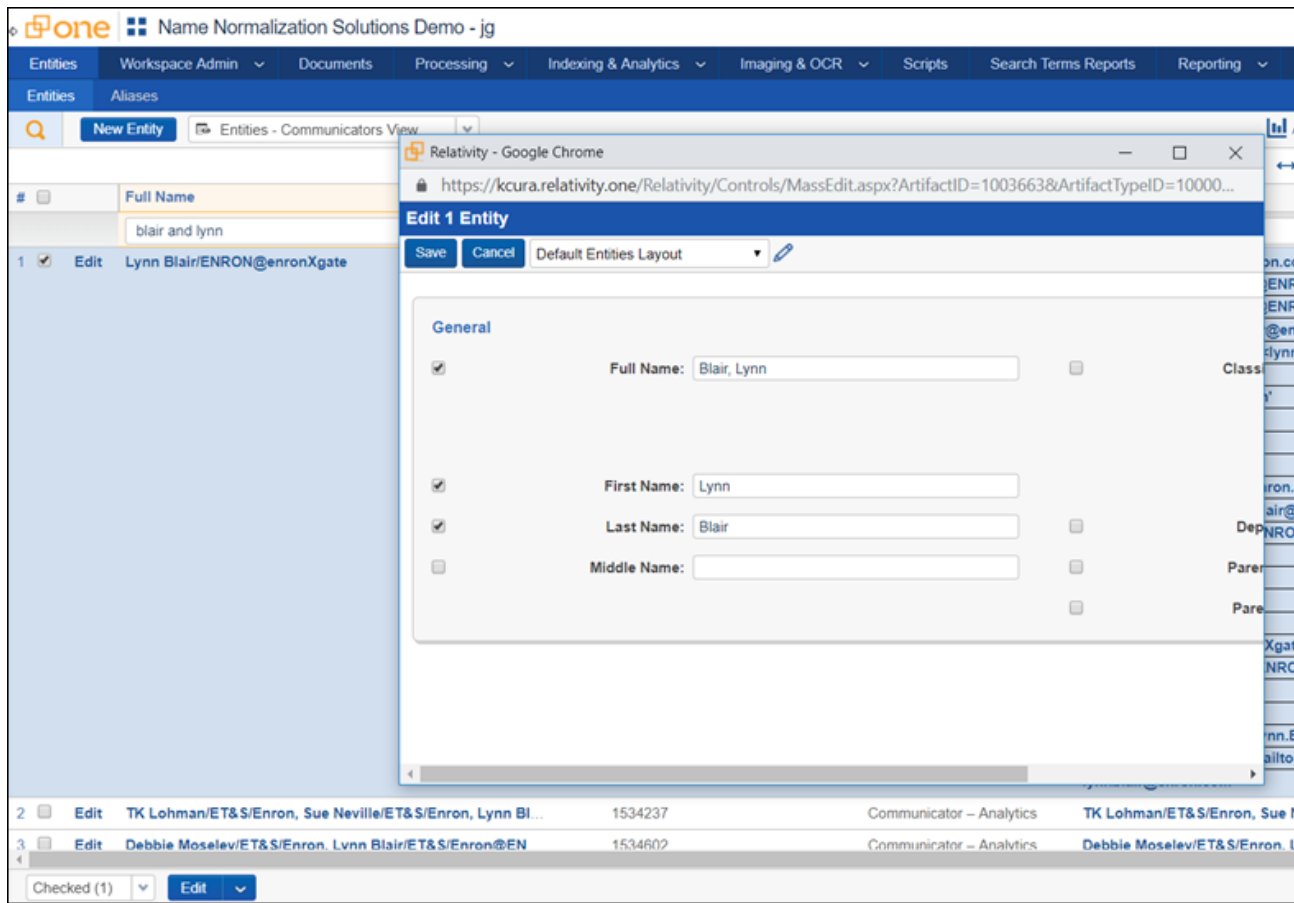 one Name Normalization Solutions Demo - jg
Entities Workspace Admin Documents Processing Indexing & Analytics Imaging & OCR Scripts Search Terms Reports Reporting
Entities Aliases
New Entity Entities - Communicators View
Relativity - Google Chrome
https://kcura.relativity.one/Relativity/Controls/MassEdit.aspx?ArtifactID=1003663&ArtifactTypeID=10000...
# Full Name
Edit 1 Entity
blair and lynn
Save Cancel Default Entities Layout
1 Edit Lynn Blair/ENRON@enronXgate
General
Full Name: Blair, Lynn
First Name: Lynn
Last Name: Blair
Middle Name:
2 Edit TK Lohman/ET&S/Enron, Sue Neville/ET&S/Enron, Lynn Bl... 1534237 Communicator – Analytics TK Lohman/ET&S/Enron, Sue
3 Edit Debbie Moseley/ET&S/Enron, Lynn Blair/ET&S/Enron@EN 1534602 Communicator – Analytics Debbie Moseley/ET&S/Enron,
Checked (1) Edit